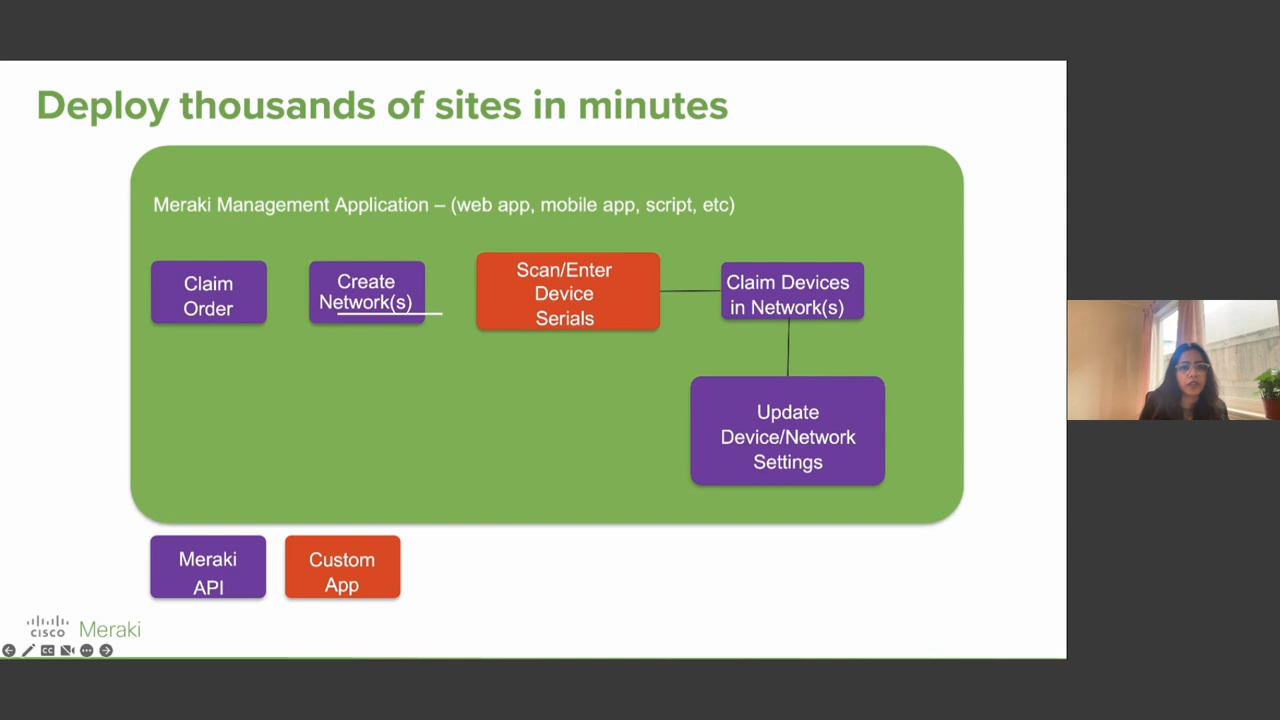 Deploy thousands of sites in minutes
Meraki Management Application – (web app, mobile app, script, etc)
Claim
Order
Create
Network(s)
Scan/Enter
Device
Serials
Claim Devices
in Network(s)
Update
Device/Network
Settings
Meraki
API
Custom
App
CISCO Meraki
CC